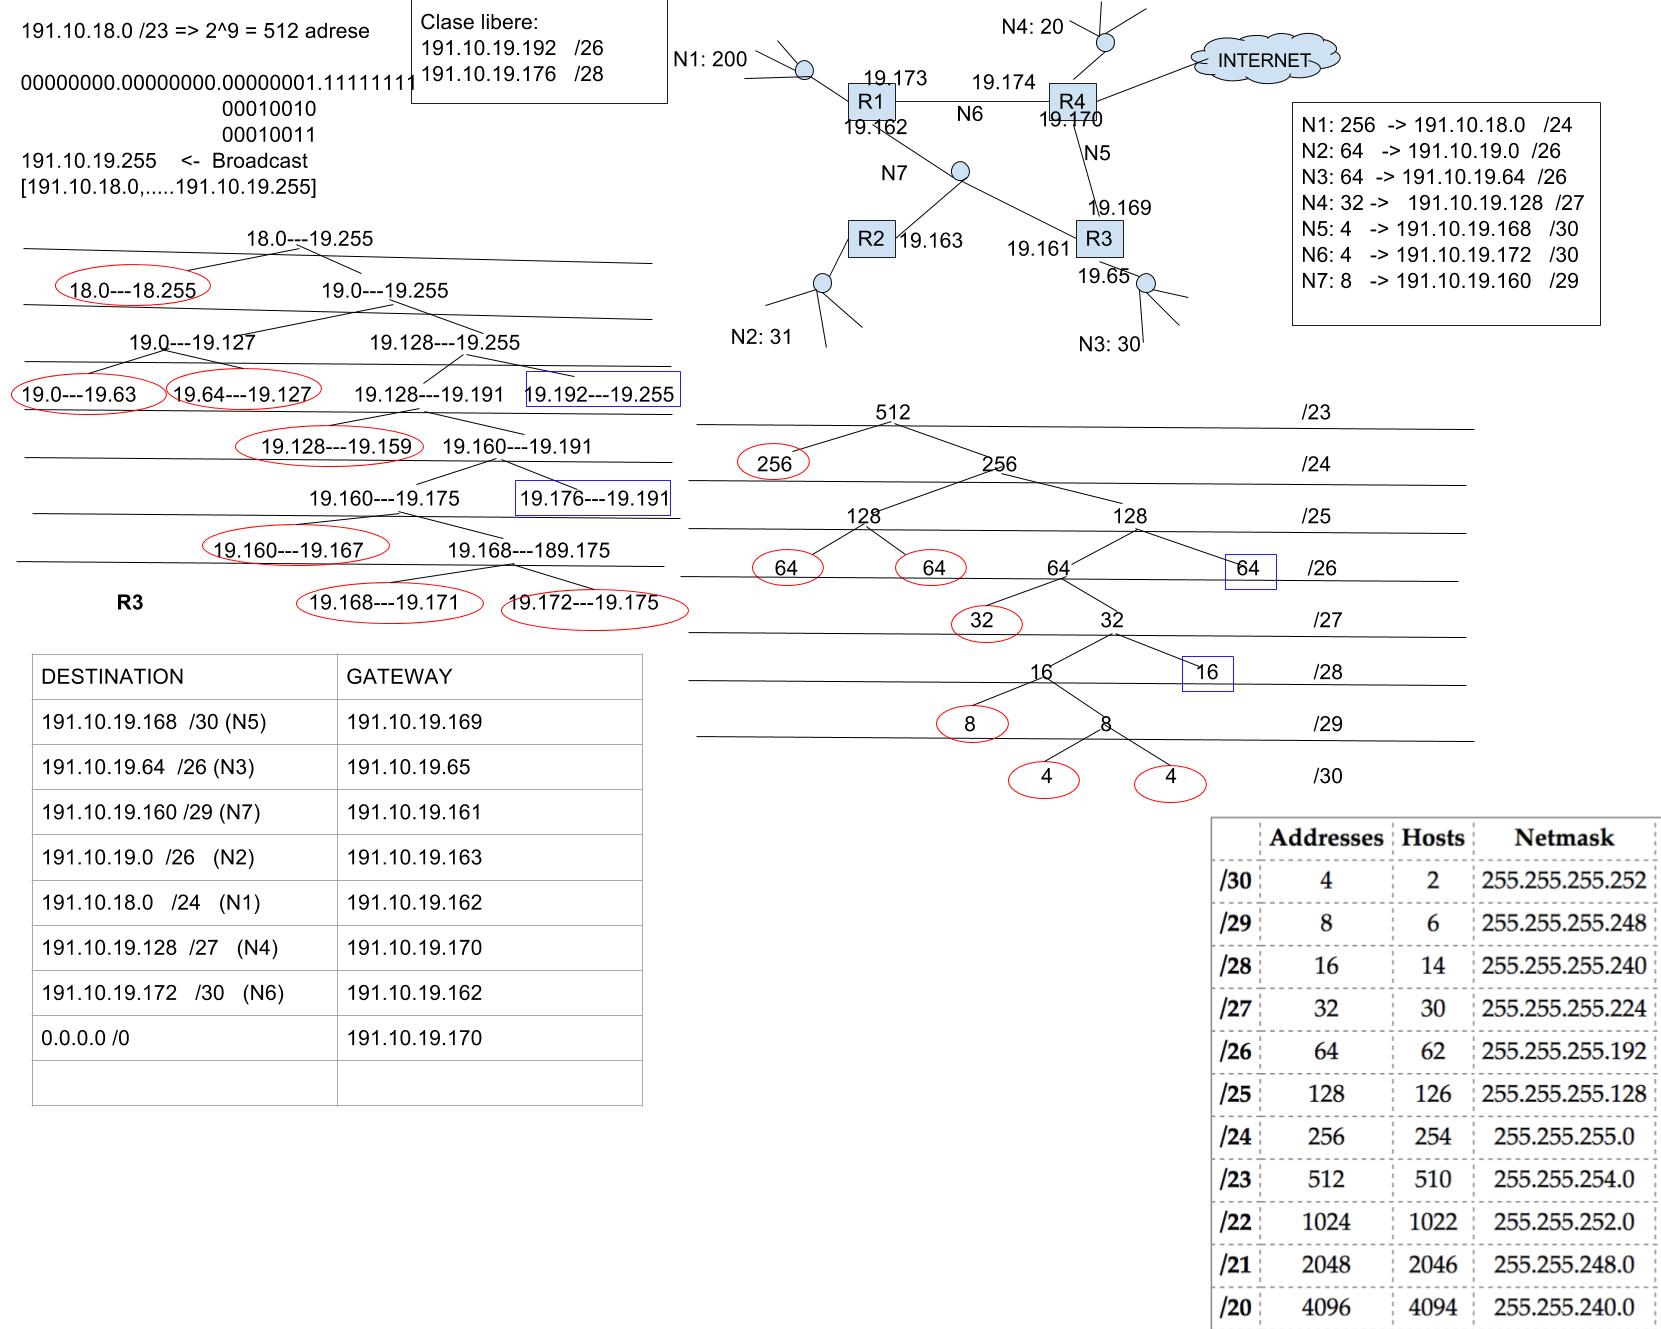 191.10.18.0 /23 => 2^9 = 512 adrese
00000000.00000000.00000001.11111111
00010010
00010011
191.10.19.255 <- Broadcast
[191.10.18.0,.....191.10.19.255]
Clase libere:
191.10.19.192 /26
191.10.19.176 /28
N1: 200
N4: 20
INTERNET
19.173
19.174
R1
R4
N6
19.162
19.170
N5
N7
19.169
R2
19.163
19.161
R3
19.65
N2: 31
N3: 30
N1: 256 -> 191.10.18.0 /24
N2: 64 -> 191.10.19.0 /26
N3: 64 -> 191.10.19.64 /26
N4: 32 -> 191.10.19.128 /27
N5: 4 -> 191.10.19.168 /30
N6: 4 -> 191.10.19.172 /30
N7: 8 -> 191.10.19.160 /29
18.0---19.255
18.0---18.255 19.0---19.255
19.0---19.127 19.128---19.255
19.0---19.63 19.64---19.127 19.128---19.191 19.192---19.255
19.128---19.159 19.160---19.191
19.160---19.175 19.176---19.191
19.160---19.167 19.168---189.175
19.168---19.171 19.172---19.175
512 /23
256 256 /24
128 128 /25
64 64 64 64 /26
32 32 /27
16 16 /28
8 8 /29
4 4 /30
R3
DESTINATION GATEWAY
191.10.19.168 /30 (N5) 191.10.19.169
191.10.19.64 /26 (N3) 191.10.19.65
191.10.19.160 /29 (N7) 191.10.19.161
191.10.19.0 /26 (N2) 191.10.19.163
191.10.18.0 /24 (N1) 191.10.19.162
191.10.19.128 /27 (N4) 191.10.19.170
191.10.19.172 /30 (N6) 191.10.19.162
0.0.0.0 /0 191.10.19.170
Addresses Hosts Netmask
/30 4 2 255.255.255.252
/29 8 6 255.255.255.248
/28 16 14 255.255.255.240
/27 32 30 255.255.255.224
/26 64 62 255.255.255.192
/25 128 126 255.255.255.128
/24 256 254 255.255.255.0
/23 512 510 255.255.254.0
/22 1024 1022 255.255.252.0
/21 2048 2046 255.255.248.0
/20 4096 4094 255.255.240.0